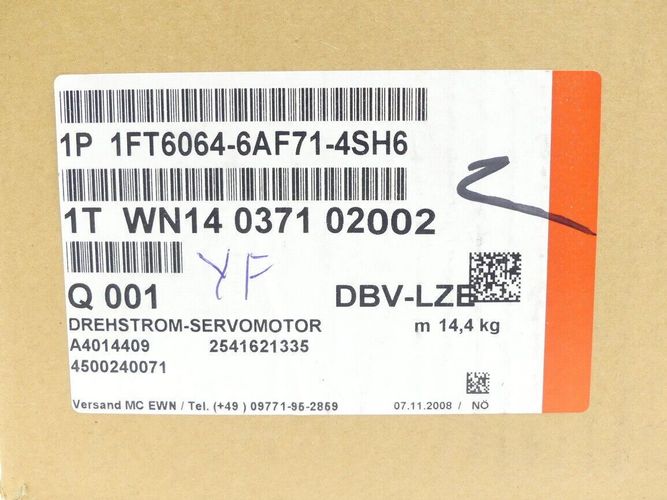 1P 1FT6064-6AF71-4SH6
1T WN14 0371 02002
YF
Q 001 DBV-LZE
DREHSTROM-SERVOMOTOR m 14,4 kg
A4014409 2541621335
4500240071
Versand MC EWN / Tel. (+49 ) 09771-95-2859 07.11.2008 / NÖ